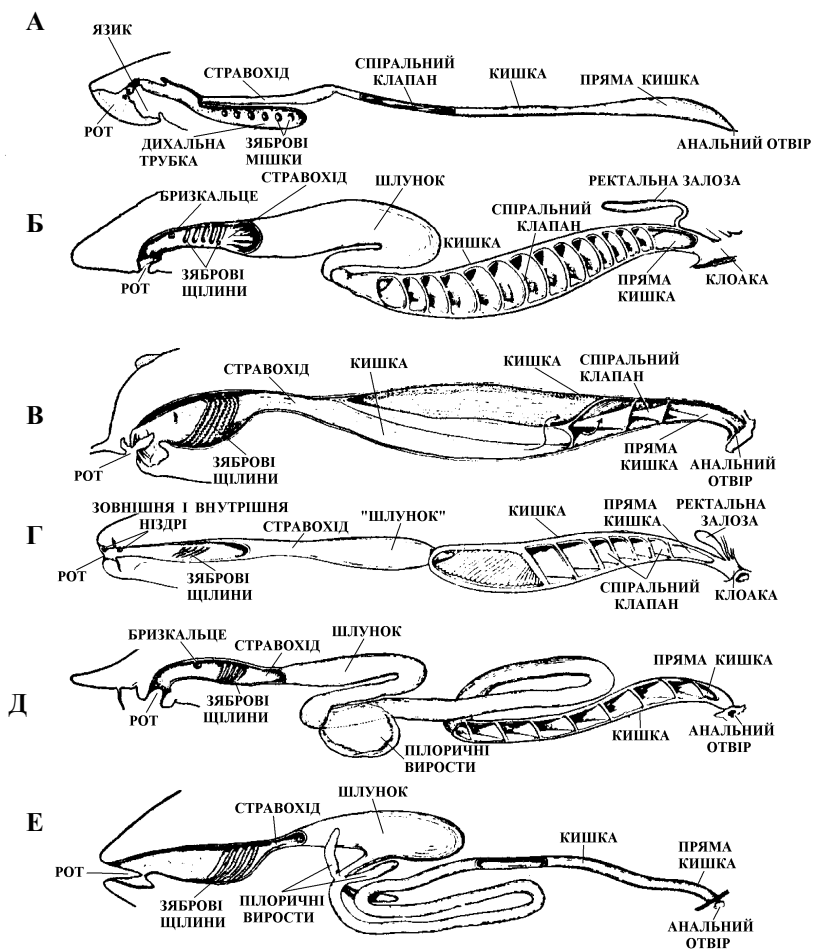 А
ЯЗИК
СТРАВОХІД
СПІРАЛЬНИЙ
КЛАПАН
КИШКА
ПРЯМА КИШКА
РОТ
ДИХАЛЬНА
ТРУБКА
ЗЯБРОВІ
МІШКИ
АНАЛЬНИЙ ОТВІР
Б
БРИЗКАЛЬЦЕ
СТРАВОХІД
ШЛУНОК
РЕКТАЛЬНА ЗАЛОЗА
СПІРАЛЬНИЙ
КЛАПАН
КИШКА
РОТ
ЗЯБРОВІ
ЩІЛИНИ
ПРЯМА
КИШКА
КЛОАКА
В
СТРАВОХІД
КИШКА
КИШКА
СПІРАЛЬНИЙ
КЛАПАН
РОТ
ЗЯБРОВІ
ЩІЛИНИ
ПРЯМА
КИШКА
АНАЛЬНИЙ
ОТВІР
Г
ЗОВНІШНЯ І ВНУТРІШНЯ
НІЗДРІ
СТРАВОХІД
"ШЛУНОК"
КИШКА
ПРЯМА
КИШКА
РЕКТАЛЬНА
ЗАЛОЗА
РОТ
ЗЯБРОВІ
ЩІЛИНИ
СПІРАЛЬНИЙ
КЛАПАН
КЛОАКА
Д
БРИЗКАЛЬЦЕ
СТРАВОХІД
ШЛУНОК
ПРЯМА КИШКА
РОТ
ЗЯБРОВІ
ЩІЛИНИ
ПІЛОРИЧНІ
ВИРОСТИ
КИШКА
АНАЛЬНИЙ
ОТВІР
Е
СТРАВОХІД
ШЛУНОК
КИШКА
ПРЯМА
КИШКА
РОТ
ЗЯБРОВІ
ЩІЛИНИ
ПІЛОРИЧНІ
ВИРОСТИ
АНАЛЬНИЙ
ОТВІР